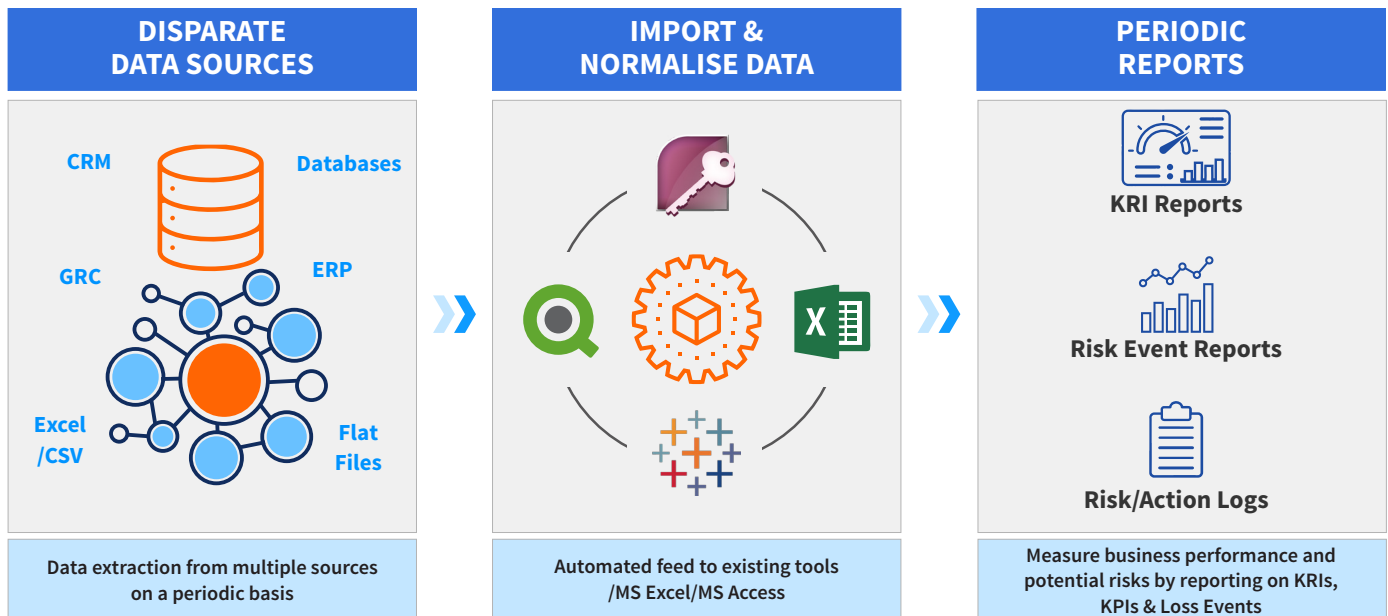 DISPARATE
DATA SOURCES
CRM
Databases
GRC
ERP
Excel
/CSV
Flat
Files
Data extraction from multiple sources
on a periodic basis
IMPORT &
NORMALISE DATA
X
Automated feed to existing tools
/MS Excel/MS Access
PERIODIC
REPORTS
KRI Reports
Risk Event Reports
Risk/Action Logs
Measure business performance and
potential risks by reporting on KRIs,
KPIs & Loss Events